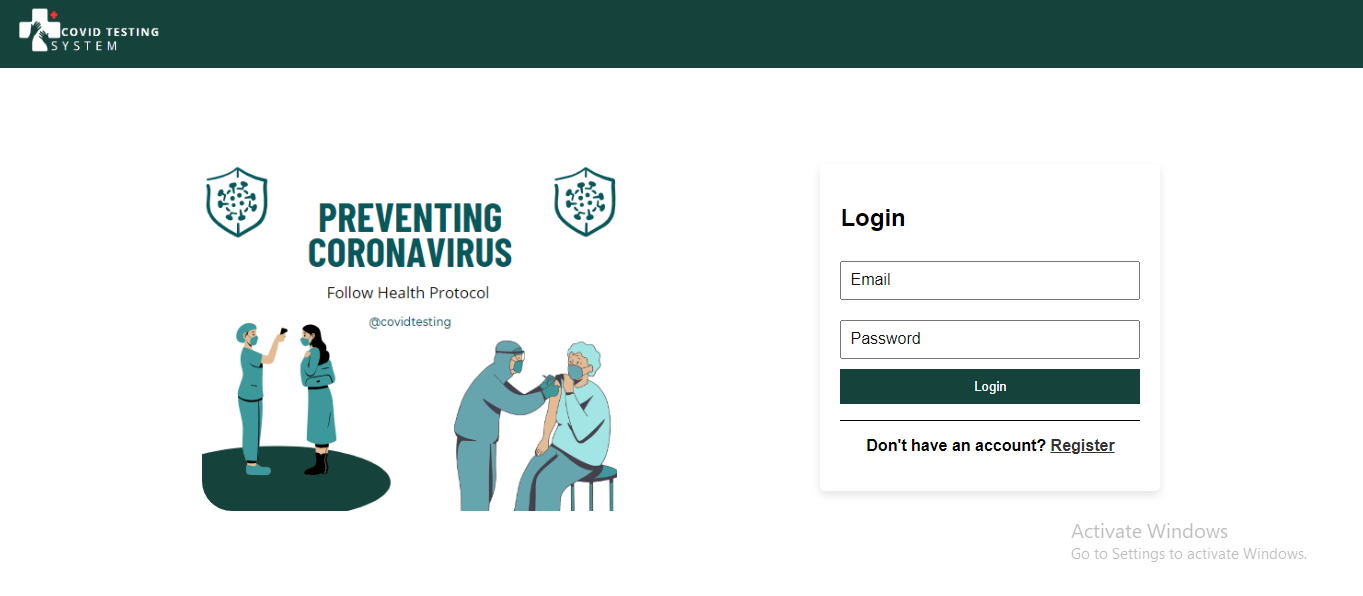 COVID TESTING
SYSTEM
PREVENTING
CORONAVIRUS
Follow Health Protocol
@covidtesting
Login
Email
Password
Login
Don't have an account? Register
Activate Windows
Go to Settings to activate Windows.